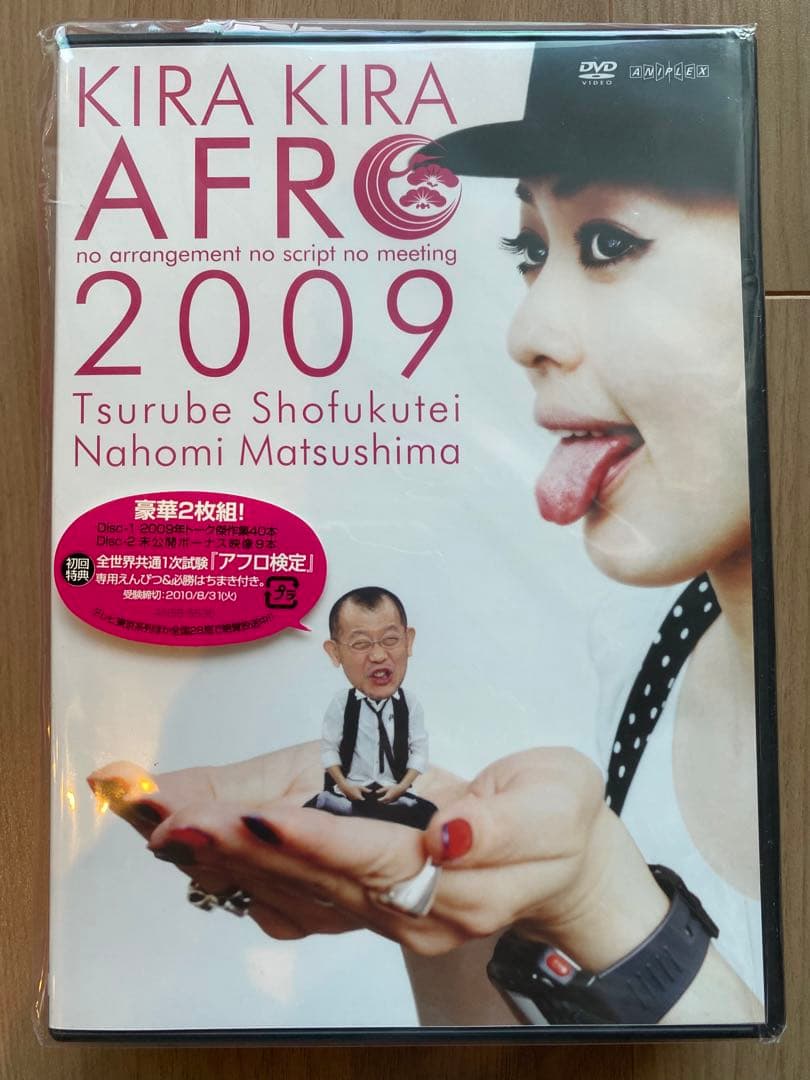 KIRA KIRA
AFRO
no arrangement no script no meeting
2009
Tsurube Shofukutei
Nahomi Matsushima
DVD
VIDEO
ANIPLEX
豪華2枚組!
Disc-1 2009年トーク傑作集40本
Disc-2 未公開ボーナス映像8本
初回特典
全世界共通1次試験『アフロ検定』
専用えんぴつ&必勝はちまき付き。
受験締切:2010/8/31(火)
プラ